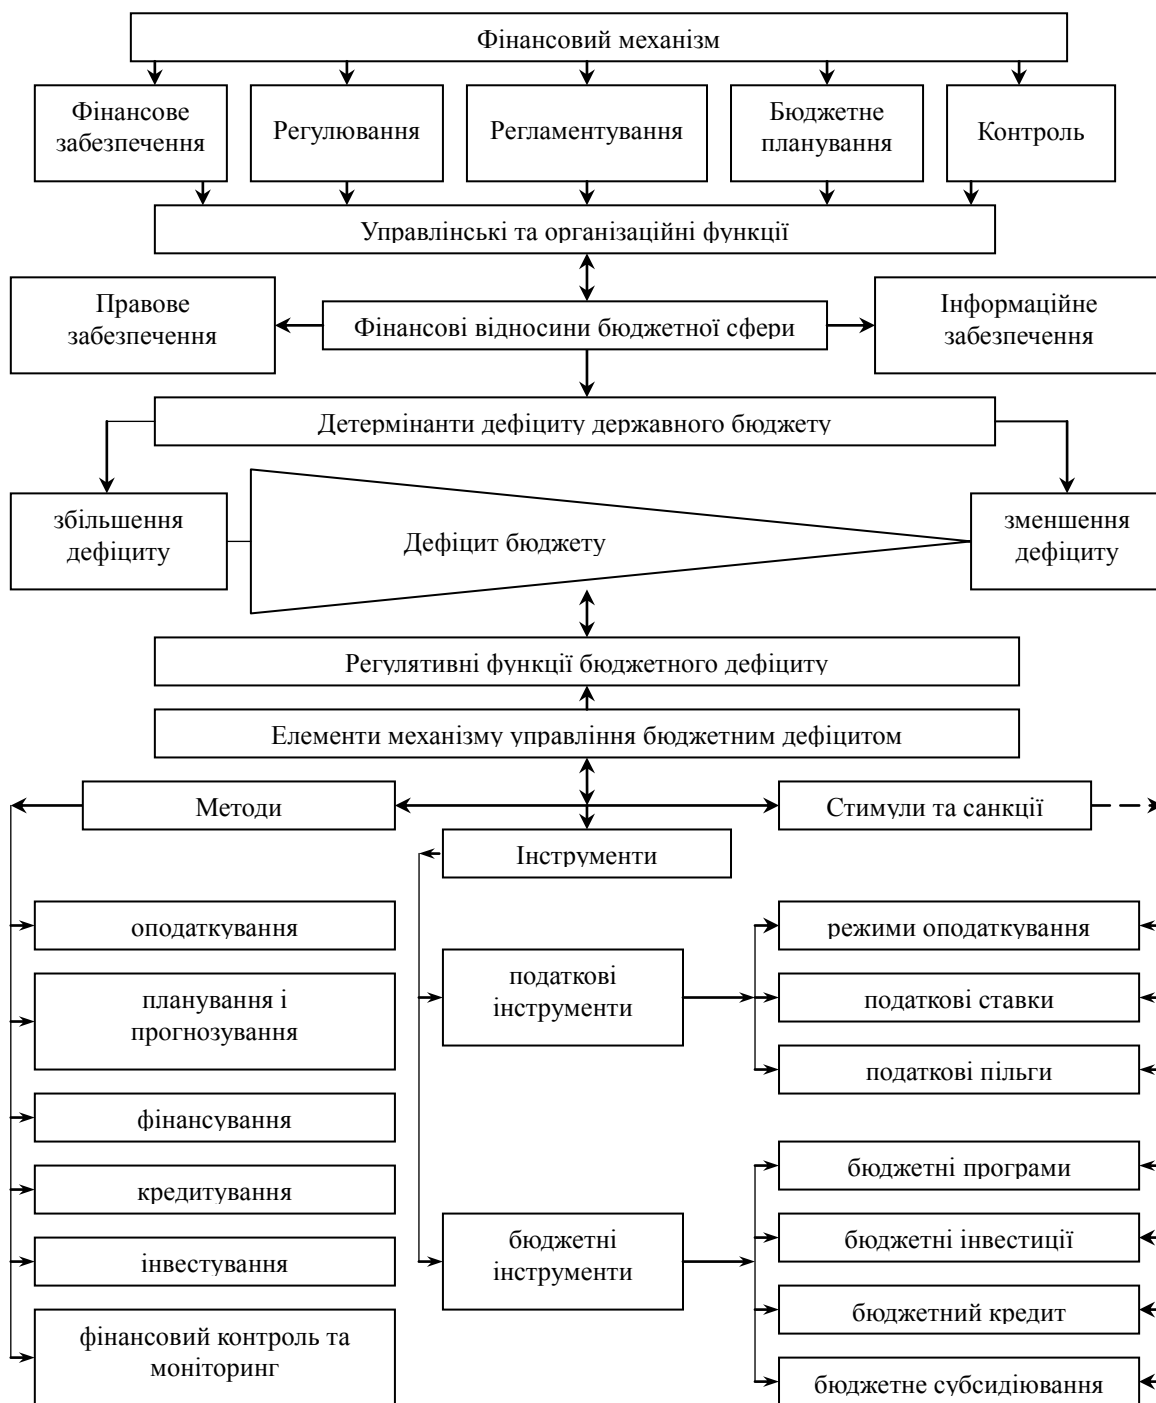 Фінансовий механізм
Фінансове
забезпечення
Регулювання
Регламентування
Бюджетне
планування
Контроль
Управлінські та організаційні функції
Правове
забезпечення
Фінансові відносини бюджетної сфери
Інформаційне
забезпечення
Детермінанти дефіциту державного бюджету
збільшення
дефіциту
Дефіцит бюджету
зменшення
дефіциту
Регулятивні функції бюджетного дефіциту
Елементи механізму управління бюджетним дефіцитом
Методи
Стимули та санкції
Інструменти
оподаткування
планування і
прогнозування
фінансування
кредитування
інвестування
фінансовий контроль та
моніторинг
податкові
інструменти
режими оподаткування
податкові ставки
податкові пільги
бюджетні
інструменти
бюджетні програми
бюджетні інвестиції
бюджетний кредит
бюджетне субсидіювання